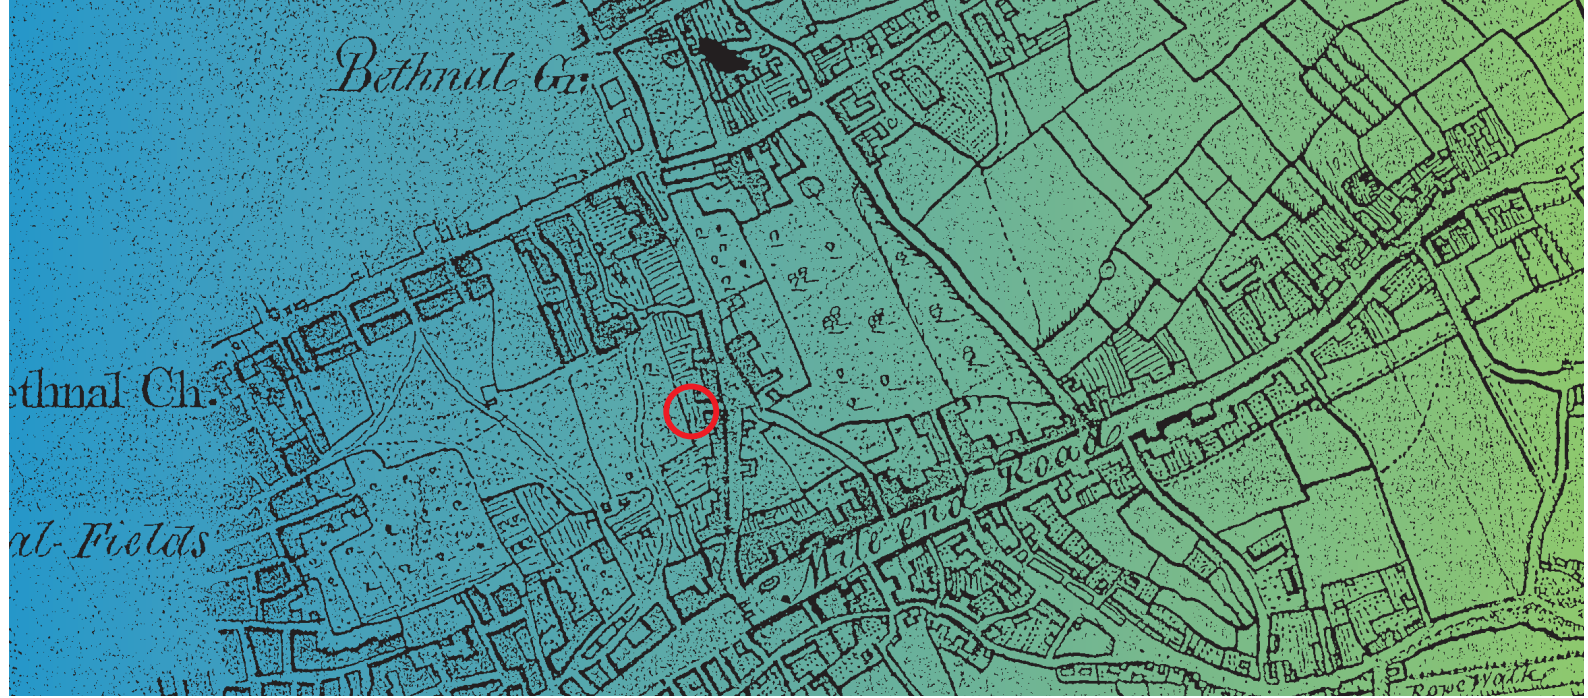 Bethnal Gr:
ethnal Ch.
al Fields
Mile end Road
Rope Walk